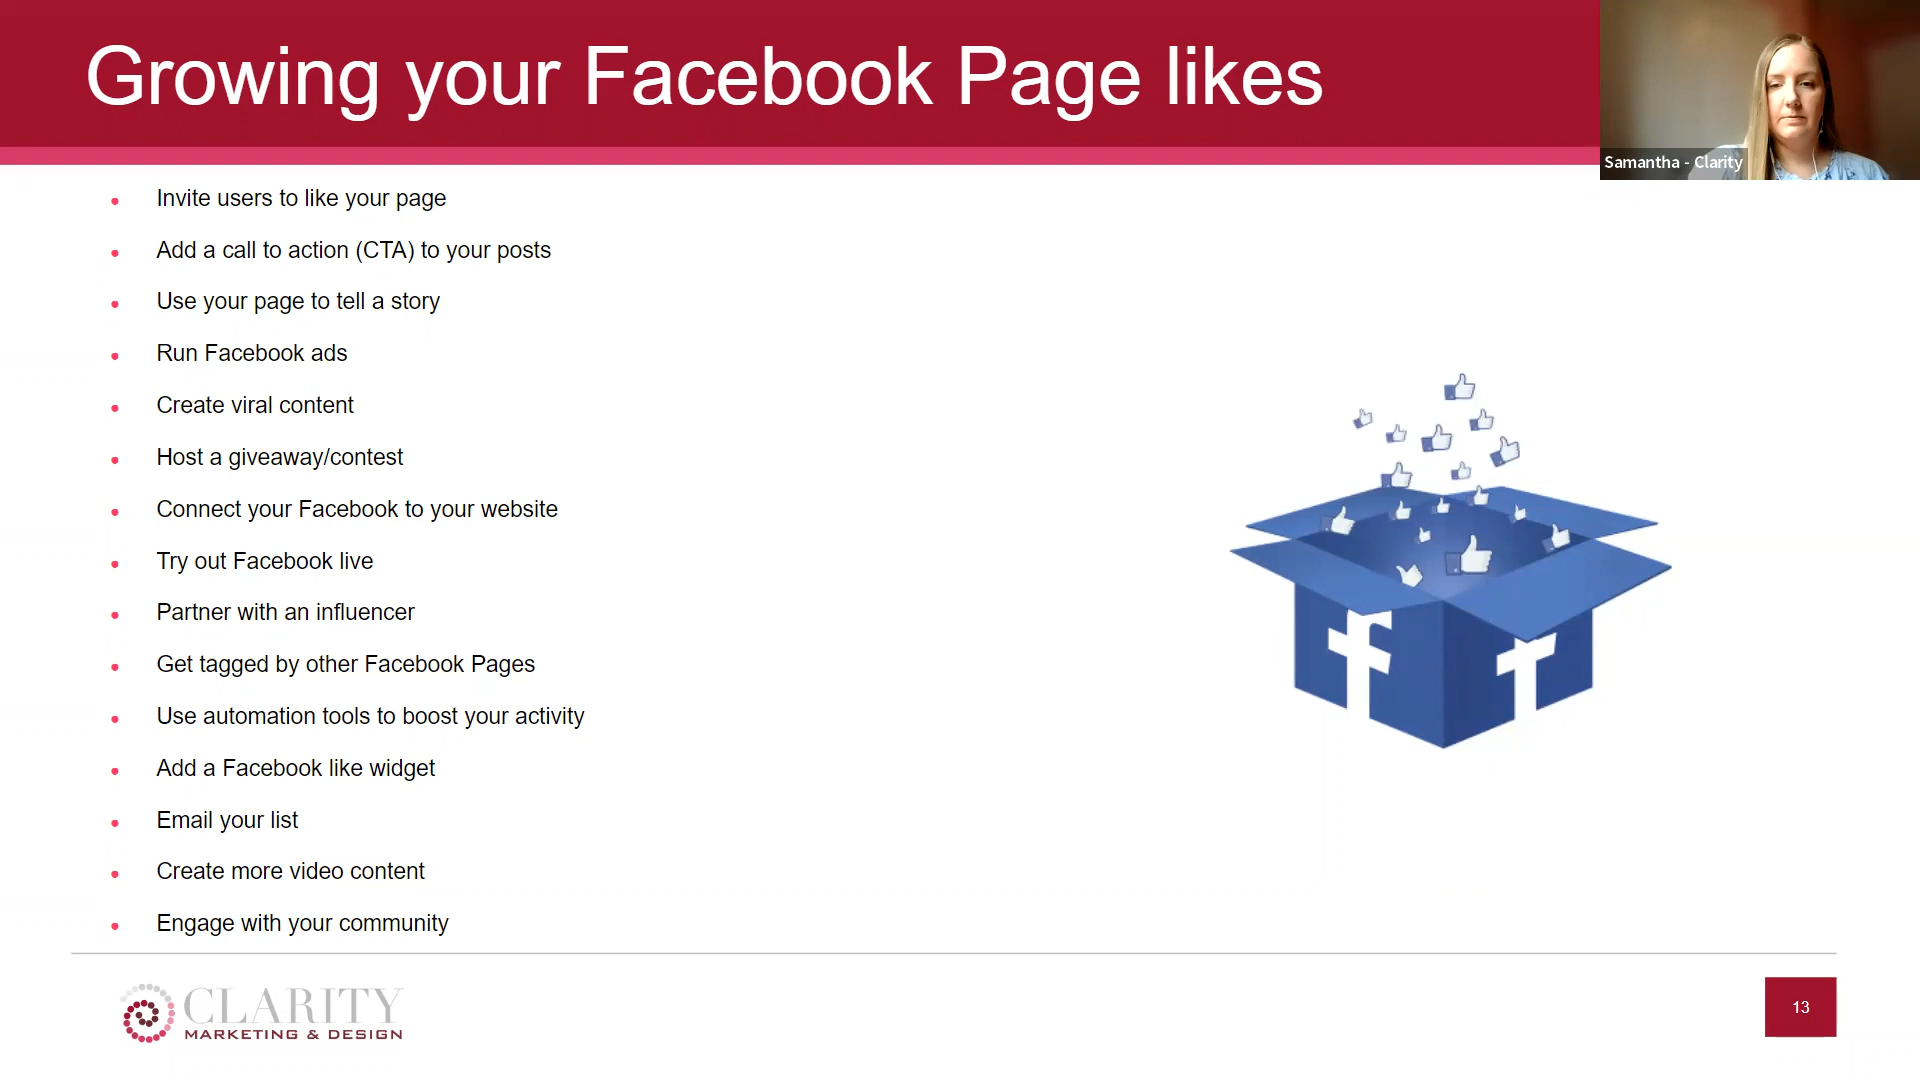 Growing your Facebook Page likes
Samantha - Clarity
Invite users to like your page
Add a call to action (CTA) to your posts
Use your page to tell a story
Run Facebook ads
Create viral content
Host a giveaway/contest
Connect your Facebook to your website
Try out Facebook live
Partner with an influencer
Get tagged by other Facebook Pages
Use automation tools to boost your activity
Add a Facebook like widget
Email your list
Create more video content
Engage with your community
f
f
CLARITY
MARKETING & DESIGN
13